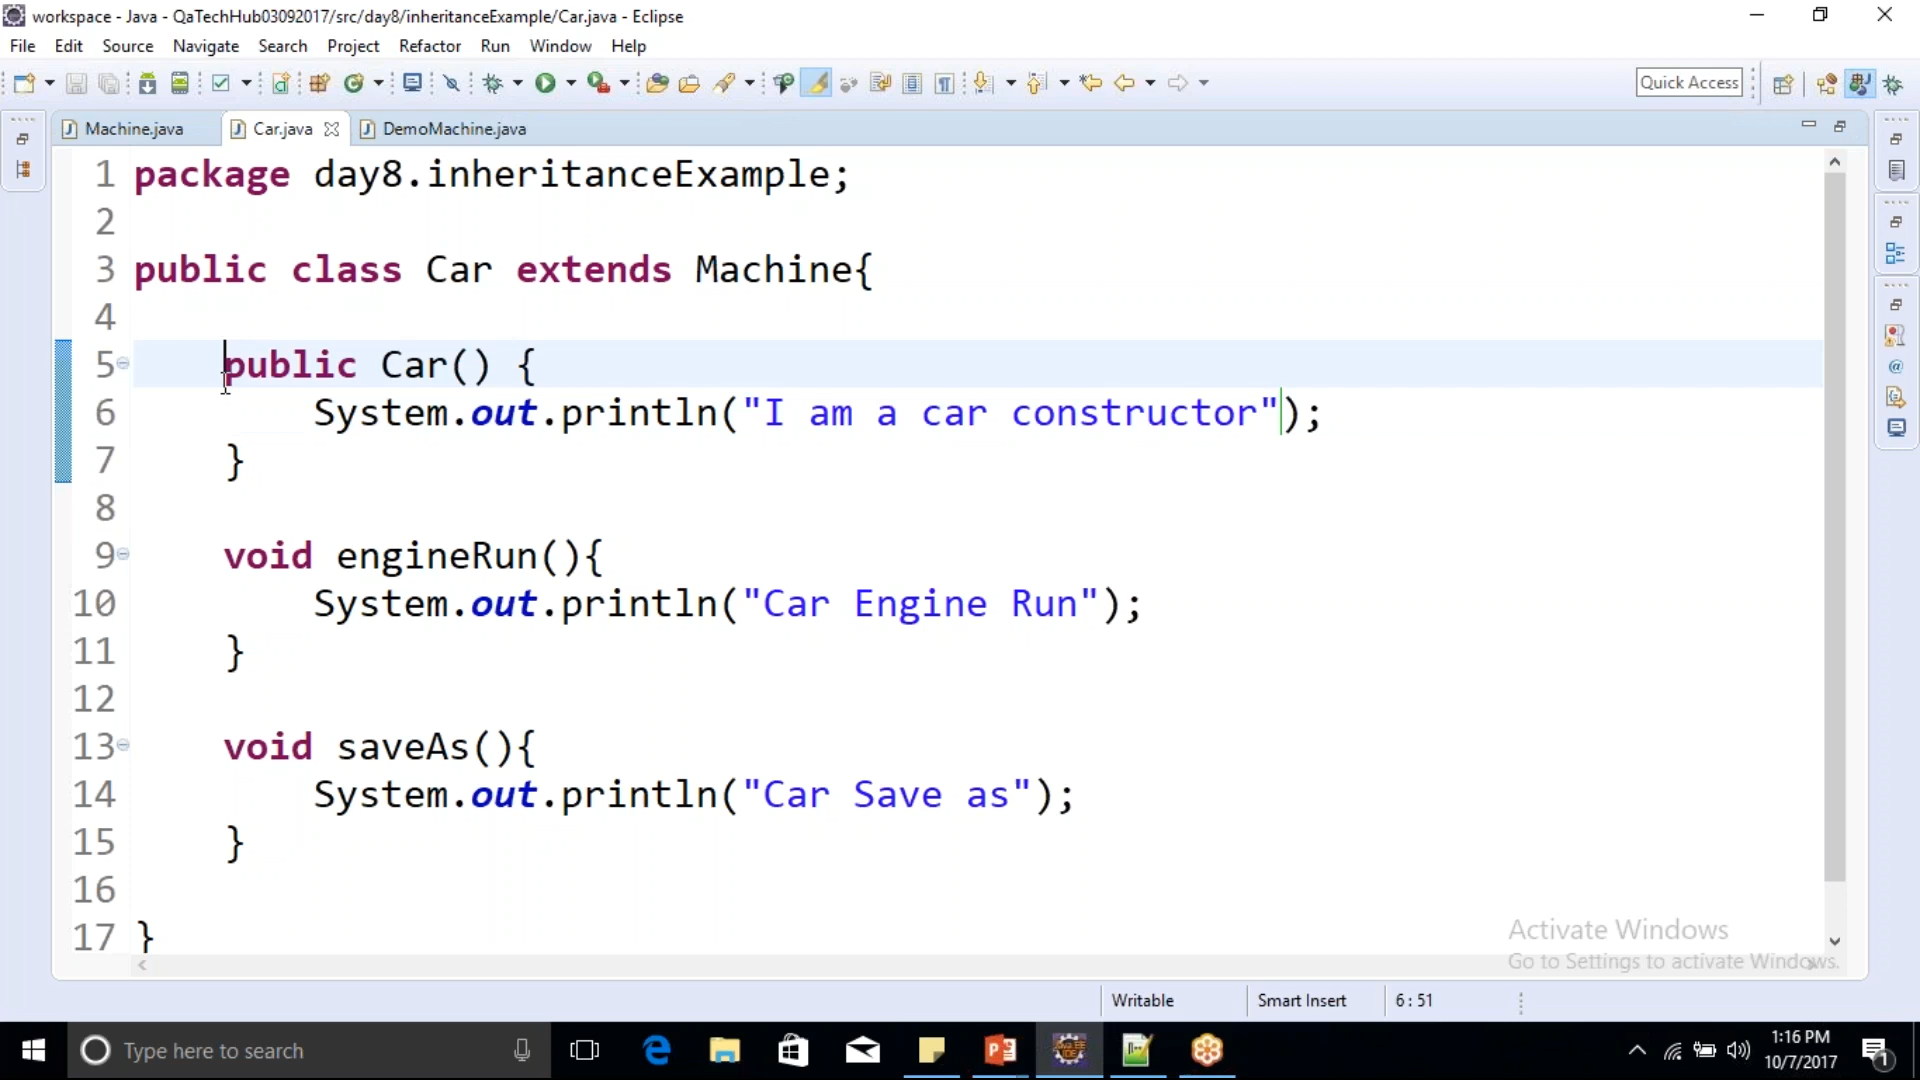 workspace - Java - QaTechHub03092017/src/day8/inheritanceExample/Car.java - Eclipse
File Edit Source Navigate Search Project Refactor Run Window Help
Quick Access
Machine.java Car.java DemoMachine.java
1 package day8.inheritanceExample;
2
3 public class Car extends Machine{
4
5 public Car() {
6 System.out.println("I am a car constructor");
7 }
8
9 void engineRun(){
10 System.out.println("Car Engine Run");
11 }
12
13 void saveAs(){
14 System.out.println("Car Save as");
15 }
16
17 }
Activate Windows
Go to Settings to activate Windows.
Writable Smart Insert 6 : 51
Type here to search
1:16 PM
10/7/2017
1